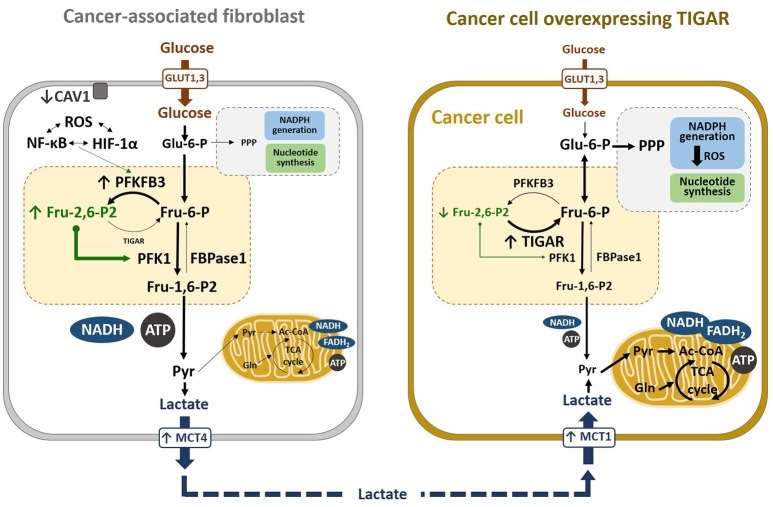 Cancer-associated fibroblast
Glucose
GLUT1,3
↓CAV1
Glucose
ROS
NF-κB
HIF-1α
Glu-6-P
PPP
NADPH
generation
Nucleotide
synthesis
↑ PFKFB3
↑ Fru-2,6-P2
Fru-6-P
TIGAR
PFK1
FBPase1
Fru-1,6-P2
NADH
ATP
Pyr
Pyr
Ac-CoA
Gln
TCA
cycle
NADH
FADH2
ATP
Lactate
↑ MCT4
Lactate
Cancer cell overexpressing TIGAR
Glucose
GLUT1,3
Cancer cell
Glucose
Glu-6-P
PPP
NADPH
generation
ROS
Nucleotide
synthesis
PFKFB3
↓ Fru-2,6-P2
Fru-6-P
↑ TIGAR
PFK1
FBPase1
Fru-1,6-P2
NADH
ATP
Pyr
Pyr
Ac-CoA
Gln
TCA
cycle
NADH
FADH2
ATP
Lactate
↑ MCT1